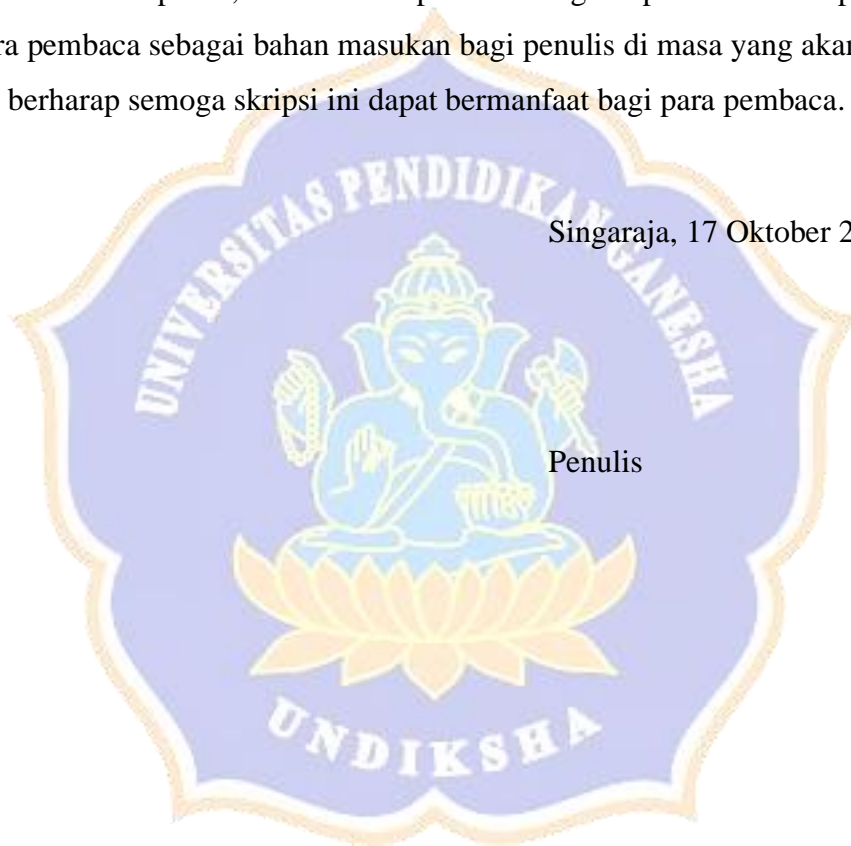 ra pembaca sebagai bahan masukan bagi penulis di masa yang akan
berharap semoga skripsi ini dapat bermanfaat bagi para pembaca.
UNIVERSITAS PENDIDIKAN GANESHA
Singaraja, 17 Oktober 2
Penulis
UNDIKSHA